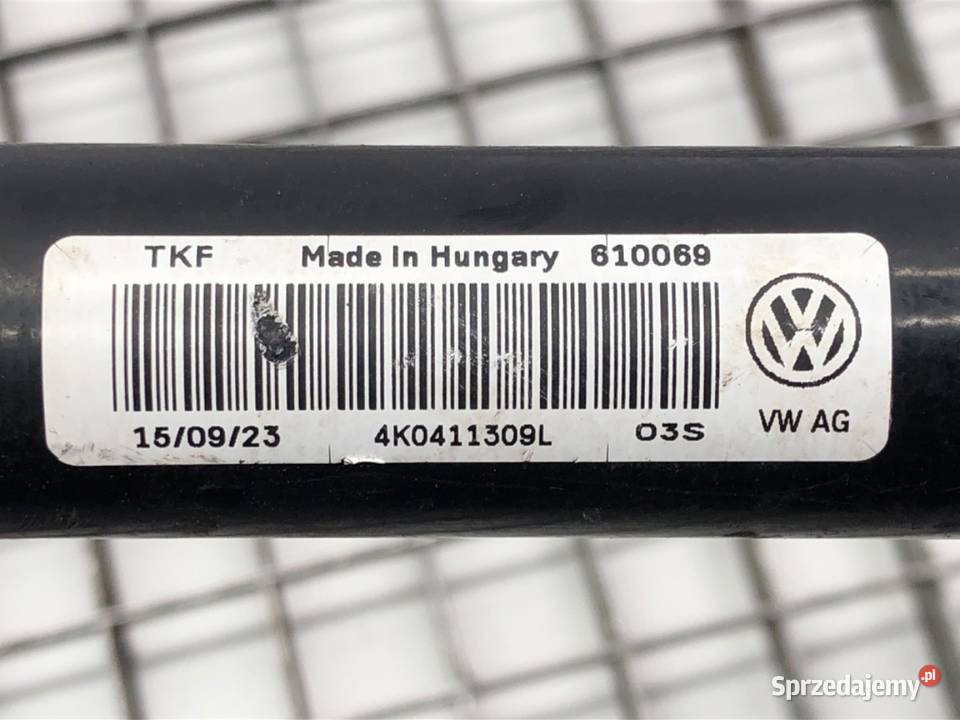 TKF Made In Hungary 610069
15/09/23 4K0411309L 03S
VW AG
Sprzedajemy.pl